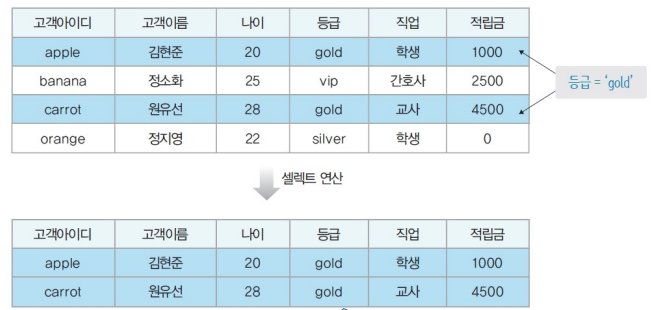 고객아이디 고객이름 나이 등급 직업 적립금
apple 김현준 20 gold 학생 1000
banana 정소화 25 vip 간호사 2500
등급 = ‘gold’
carrot 원유선 28 gold 교사 4500
orange 정지영 22 silver 학생 0
셀렉트 연산
고객아이디 고객이름 나이 등급 직업 적립금
apple 김현준 20 gold 학생 1000
carrot 원유선 28 gold 교사 4500